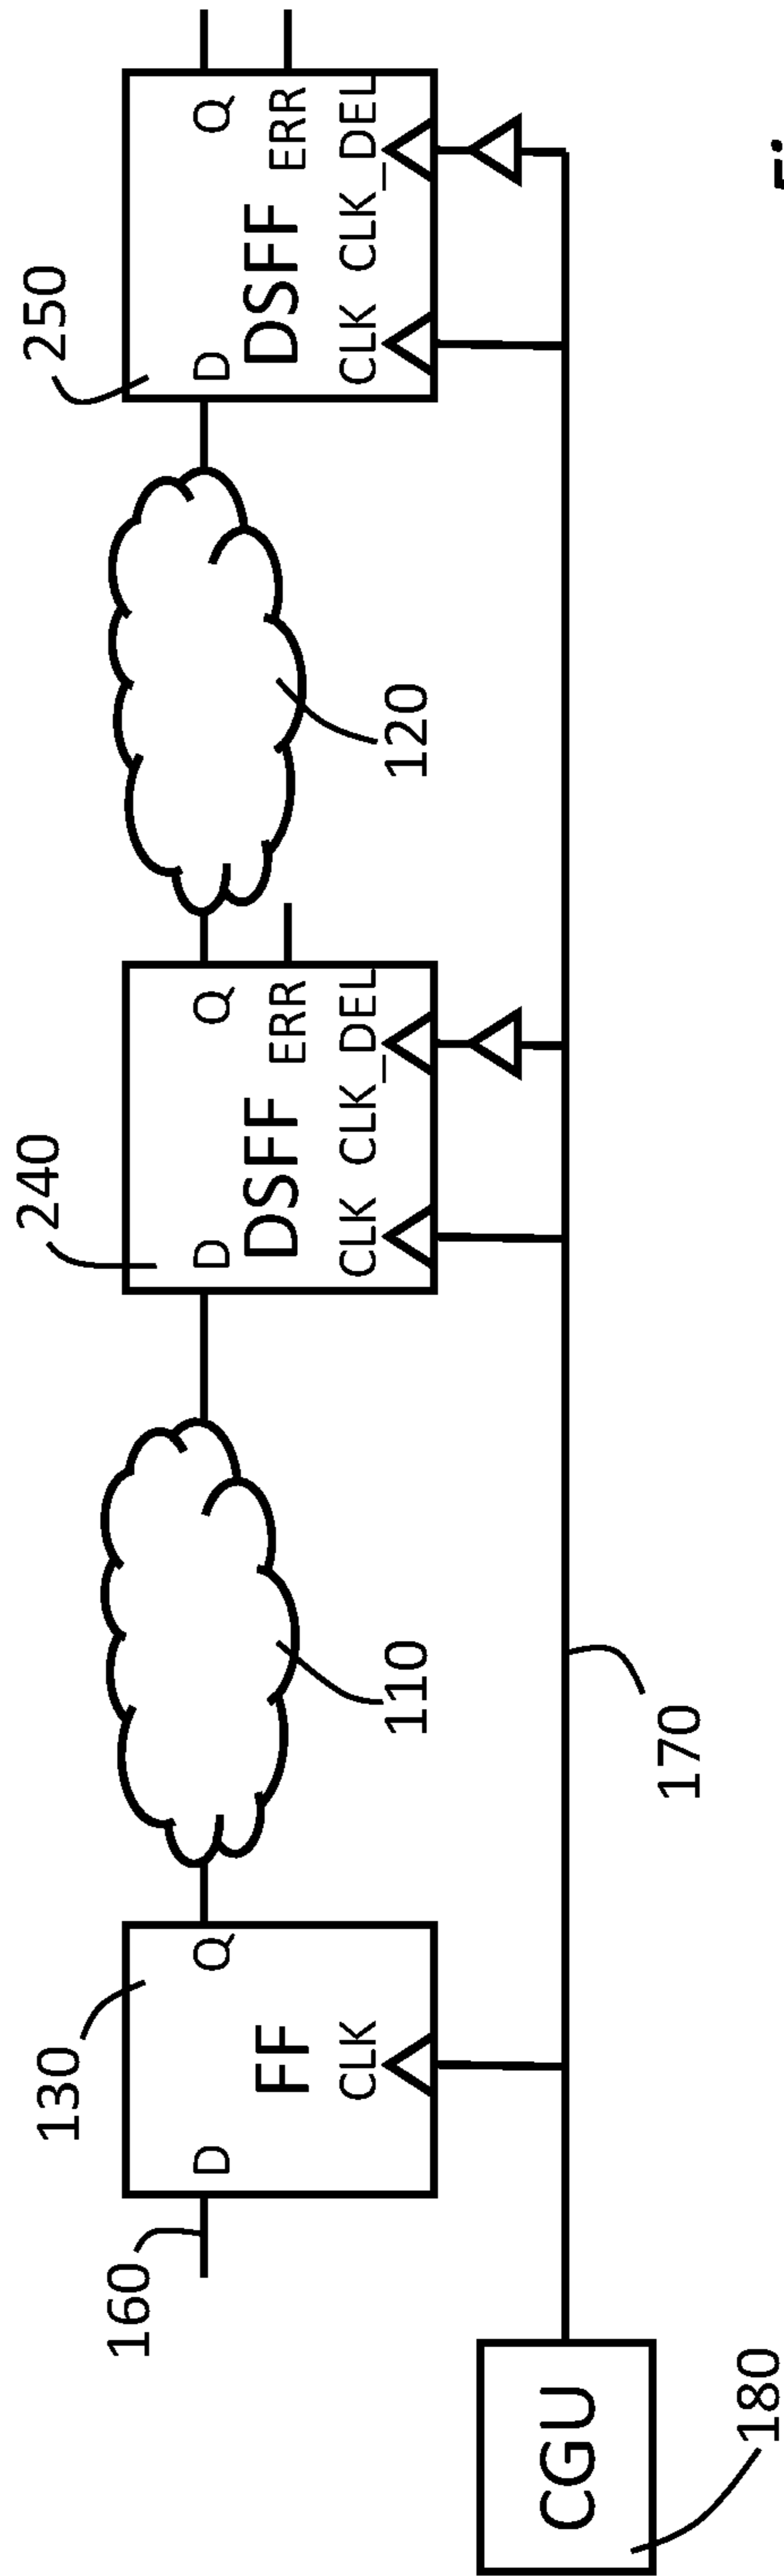 160
130
D
Q
FF
CLK
110
240
D
Q
DSFF
ERR
CLK CLK_DEL
120
250
D
Q
DSFF
ERR
CLK CLK_DEL
170
CGU
180